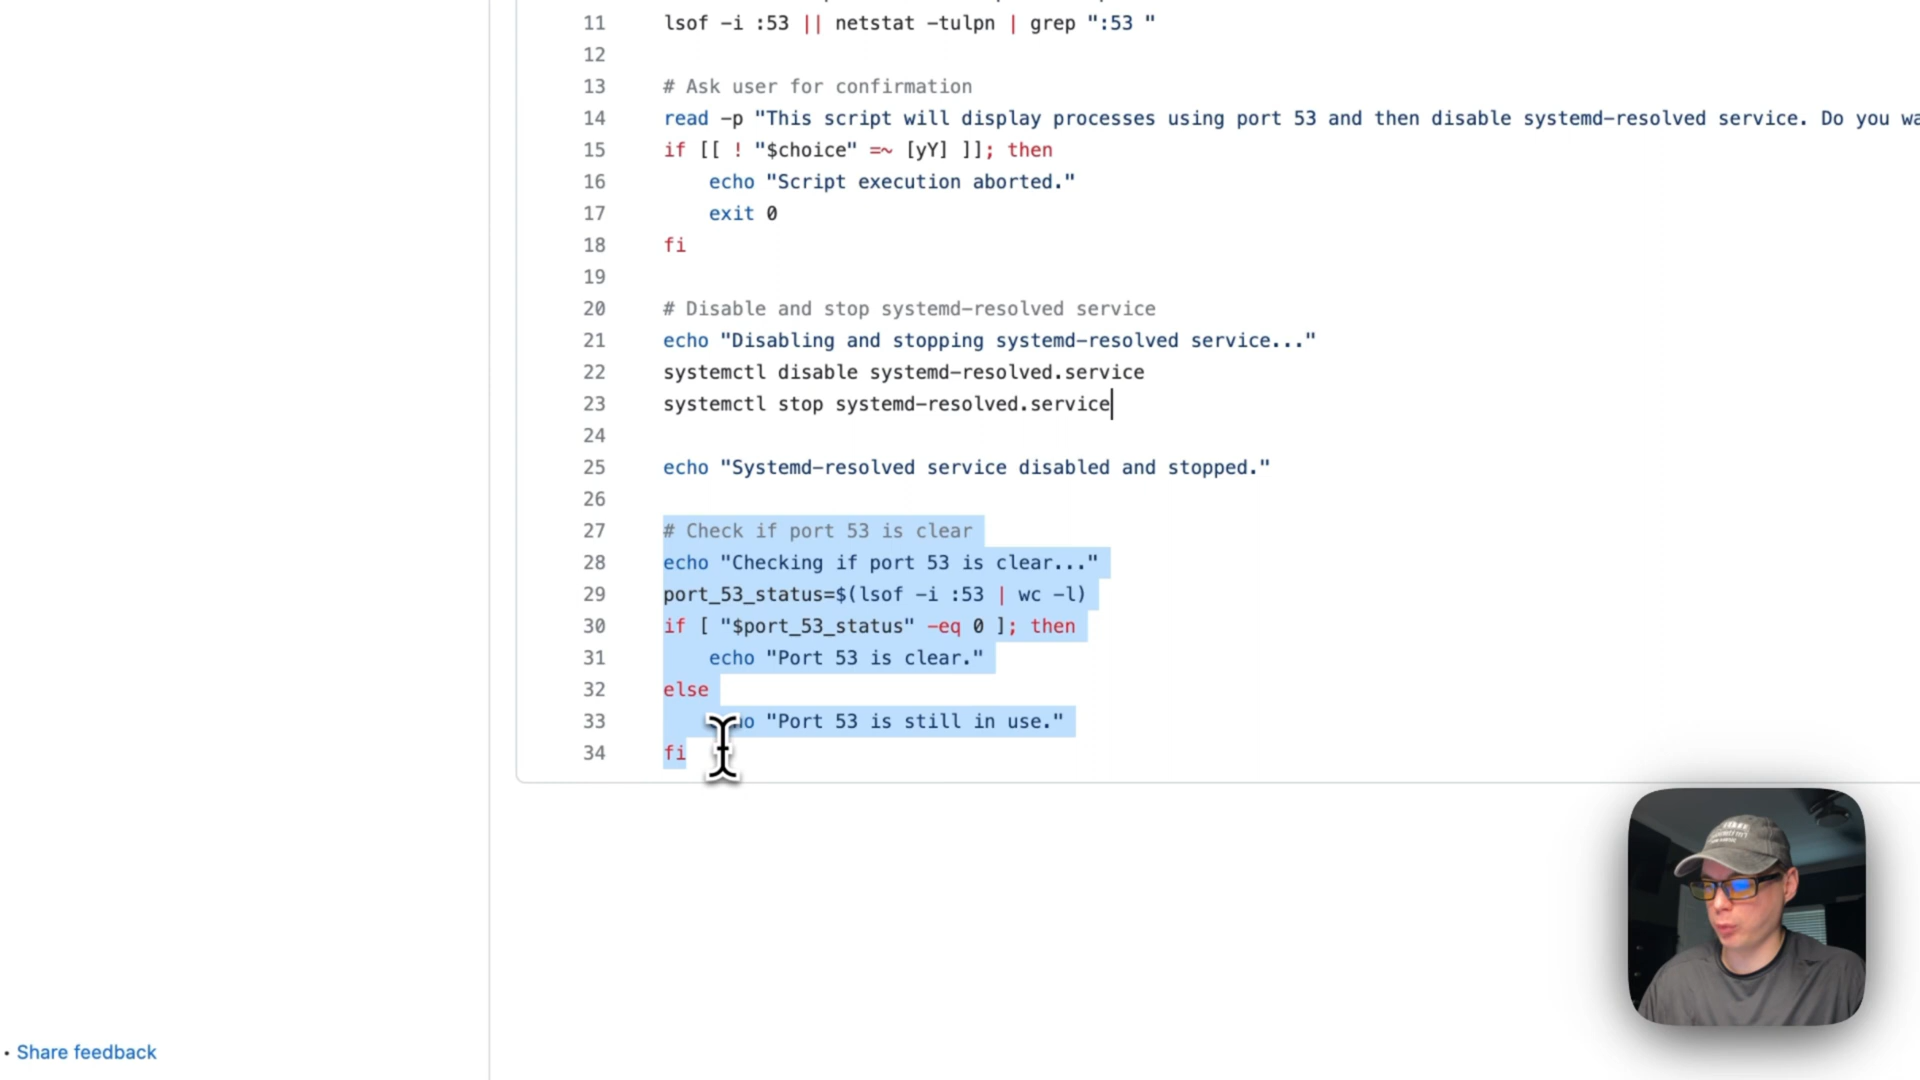 11 lsof -i :53 || netstat -tulpn | grep ":53 "
12
13 # Ask user for confirmation
14 read -p "This script will display processes using port 53 and then disable systemd-resolved service. Do you
15 if [[ ! "$choice" =~ [yY] ]]; then
16 echo "Script execution aborted."
17 exit 0
18 fi
19
20 # Disable and stop systemd-resolved service
21 echo "Disabling and stopping systemd-resolved service..."
22 systemctl disable systemd-resolved.service
23 systemctl stop systemd-resolved.service
24
25 echo "Systemd-resolved service disabled and stopped."
26
27 # Check if port 53 is clear
28 echo "Checking if port 53 is clear..."
29 port_53_status=$(lsof -i :53 | wc -l)
30 if [ "$port_53_status" -eq 0 ]; then
31 echo "Port 53 is clear."
32 else
33 "Port 53 is still in use."
34 fi
• Share feedback